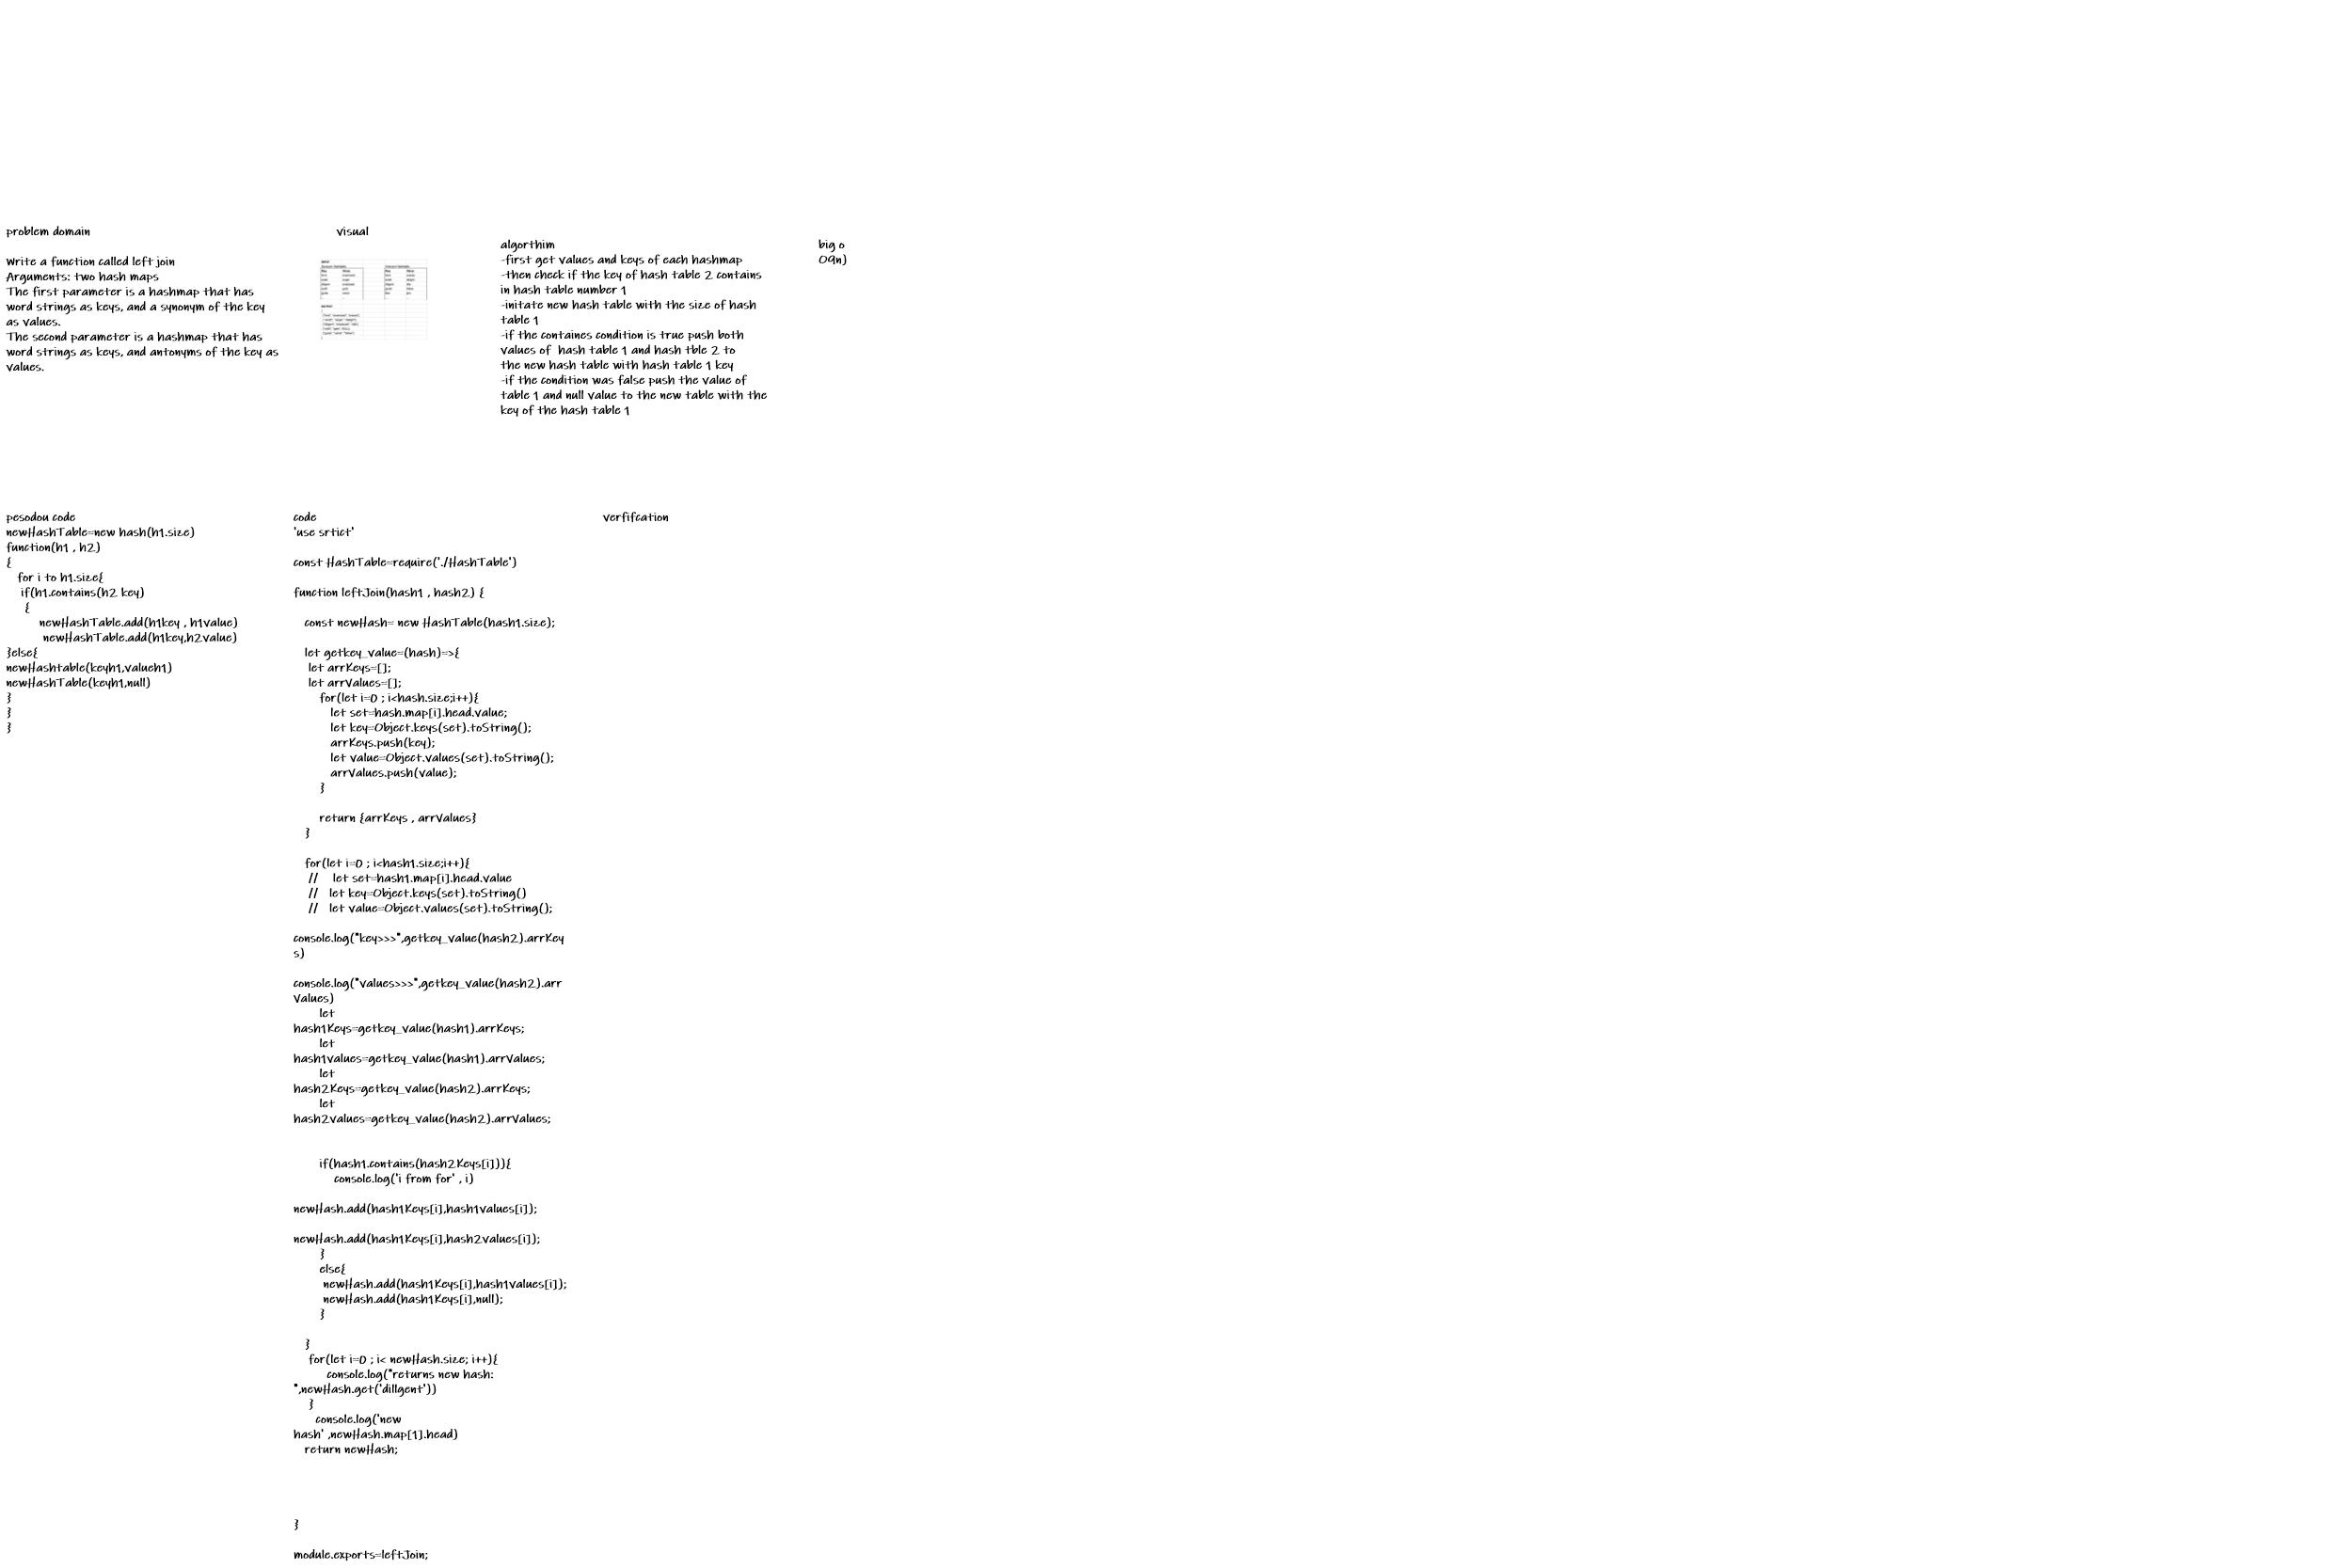 problem domain
Write a function called left join
Arguments: two hash maps
The first parameter is a hashmap that has
word strings as keys, and a synonym of the key
as values.
The second parameter is a hashmap that has
word strings as keys, and antonyms of the key as
values.
visual
algorthim
-first get values and keys of each hashmap
-then check if the key of hash table 2 contains
in hash table number 1
-initate new hash table with the size of hash
table 1
-if the containes condition is true push both
values of  hash table 1 and hash tble 2 to
the new hash table with hash table 1 key
-if the condition was false push the value of
table 1 and null value to the new table with the
key of the hash table 1
big o
O9n)
pesodou code
newHashTable=new hash(h1.size)
function(h1 , h2)
{
for i to h1.size{
if(h1.contains(h2 key)
{
newHashTable.add(h1key , h1value)
newHashTable.add(h1key,h2value)
}else{
newHashtable(keyh1,valueh1)
newHashTable(keyh1,null)
}
}
}
code
'use srtict'
const HashTable=require('./HashTable')
function leftJoin(hash1 , hash2) {
const newHash= new HashTable(hash1.size);
let getkey_value=(hash)=>{
let arrKeys=[];
let arrValues=[];
for(let i=0 ; i<hash.size;i++){
let set=hash.map[i].head.value;
let key=Object.keys(set).toString();
arrKeys.push(key);
let value=Object.values(set).toString();
arrValues.push(value);
}
return {arrKeys , arrValues}
}
for(let i=0 ; i<hash1.size;i++){
//    let set=hash1.map[i].head.value
//   let key=Object.keys(set).toString()
//   let value=Object.values(set).toString();
console.log("key>>>",getkey_value(hash2).arrKey
s)
console.log("values>>>",getkey_value(hash2).arr
Values)
let
hash1Keys=getkey_value(hash1).arrKeys;
let
hash1values=getkey_value(hash1).arrValues;
let
hash2Keys=getkey_value(hash2).arrKeys;
let
hash2values=getkey_value(hash2).arrValues;
if(hash1.contains(hash2Keys[i])){
console.log('i from for' , i)
newHash.add(hash1Keys[i],hash1values[i]);
newHash.add(hash1Keys[i],hash2values[i]);
}
else{
newHash.add(hash1Keys[i],hash1values[i]);
newHash.add(hash1Keys[i],null);
}
}
for(let i=0 ; i< newHash.size; i++){
console.log("returns new hash:
",newHash.get('dillgent'))
}
console.log('new
hash' ,newHash.map[1].head)
return newHash;
}
module.exports=leftJoin;
verfifcation